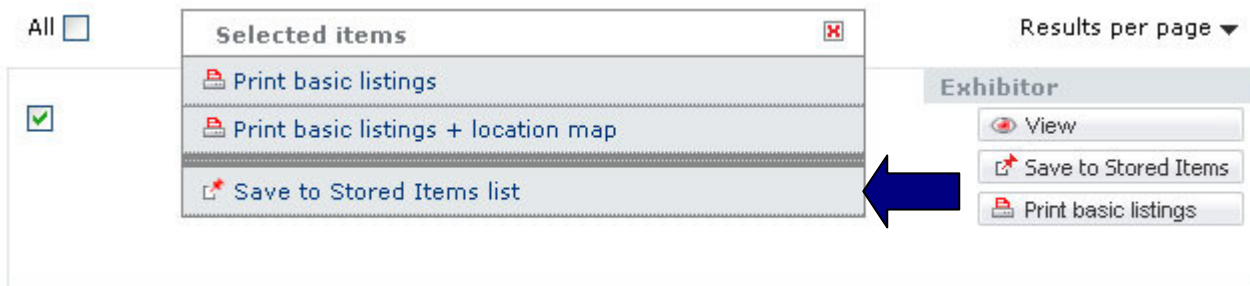 All
Selected items
Results per page
Print basic listings
Exhibitor
Print basic listings + location map
View
Save to Stored Items list
Save to Stored Items
Print basic listings